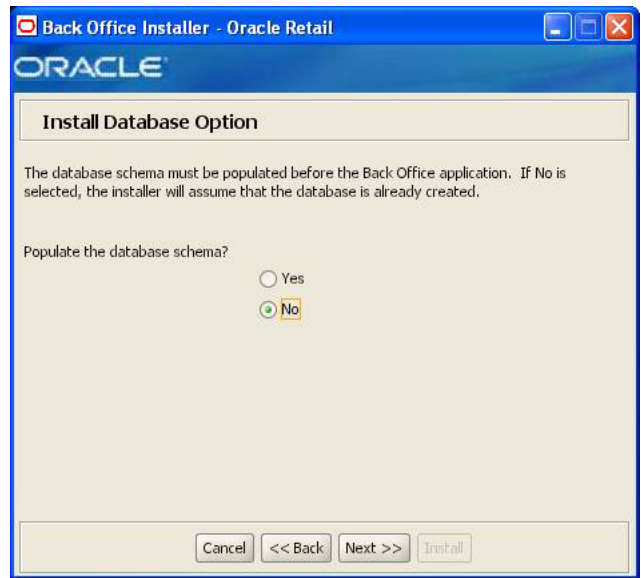 Back Office Installer - Oracle Retail
ORACLE
Install Database Option
The database schema must be populated before the Back Office application. If No is
selected, the installer will assume that the database is already created.
Populate the database schema?
Yes
No
Cancel
<< Back
Next >>
Install